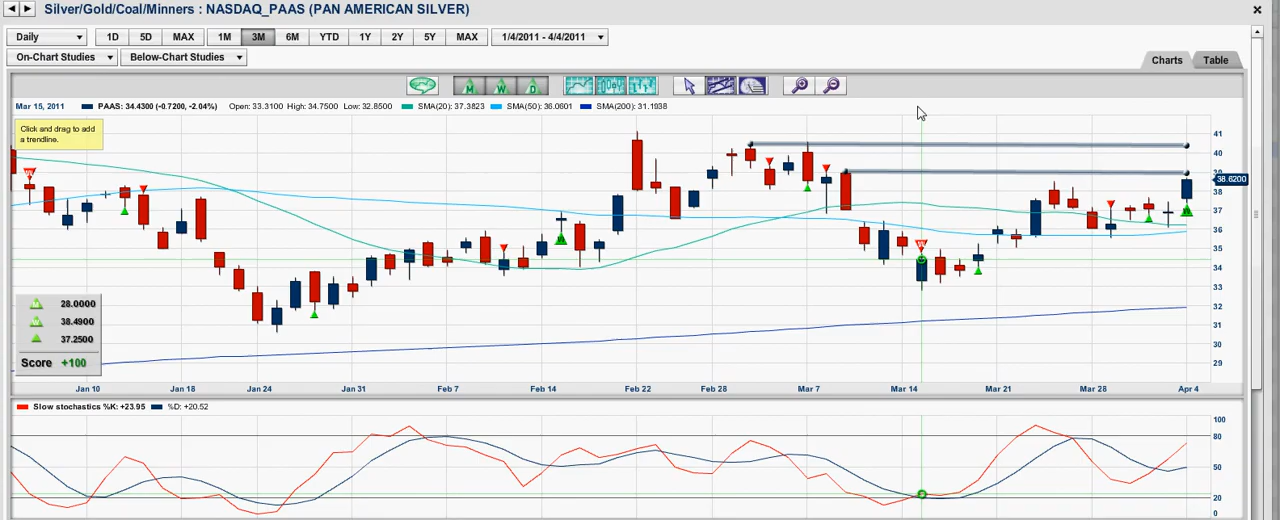 Silver/Gold/Coal/Minners : NASDAQ_PAAS (PAN AMERICAN SILVER)
Daily 1D 5D MAX 1M 3M 6M YTD 1Y 2Y 5Y MAX 1/4/2011 - 4/4/2011
On-Chart Studies Below-Chart Studies Charts Table
M W D
Mar 15, 2011 PAAS: 34.4300 (-0.7200, -2.04%) Open: 33.3100 High: 34.7500 Low: 32.8500 SMA(20): 37.3823 SMA(50): 36.0601 SMA(200): 31.1938
Click and drag to add
a trendline.
41
40
39
38.6200
38
37
36
35
34
33
32
31
30
29
M 28.0000
W 38.4900
37.2500
Score +100
Jan 10 Jan 18 Jan 24 Jan 31 Feb 7 Feb 14 Feb 22 Feb 28 Mar 7 Mar 14 Mar 21 Mar 28 Apr 4
Slow stochastics %K: +23.95 %D: +20.52
100
80
50
20
0